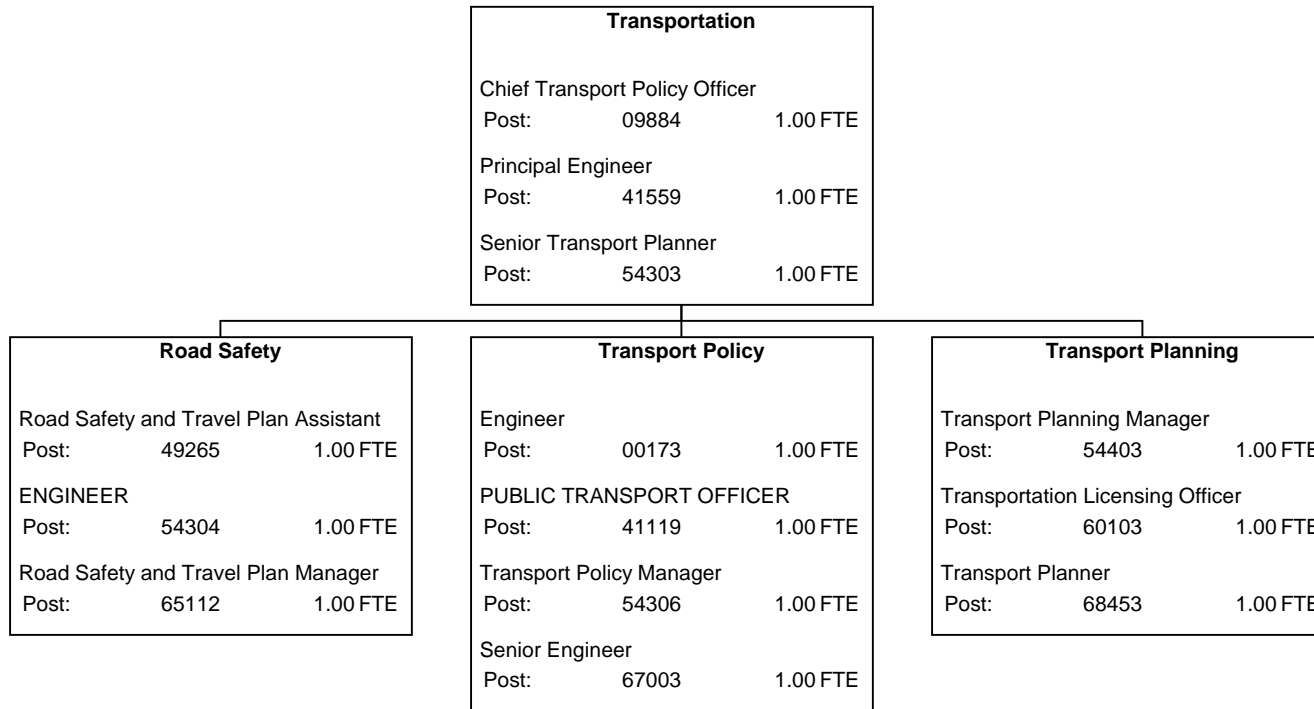 Transportation
Chief Transport Policy Officer
Post: 09884 1.00 FTE
Principal Engineer
Post: 41559 1.00 FTE
Senior Transport Planner
Post: 54303 1.00 FTE
Road Safety
Road Safety and Travel Plan Assistant
Post: 49265 1.00 FTE
ENGINEER
Post: 54304 1.00 FTE
Road Safety and Travel Plan Manager
Post: 65112 1.00 FTE
Transport Policy
Engineer
Post: 00173 1.00 FTE
PUBLIC TRANSPORT OFFICER
Post: 41119 1.00 FTE
Transport Policy Manager
Post: 54306 1.00 FTE
Senior Engineer
Post: 67003 1.00 FTE
Transport Planning
Transport Planning Manager
Post: 54403 1.00 FTE
Transportation Licensing Officer
Post: 60103 1.00 FTE
Transport Planner
Post: 68453 1.00 FTE